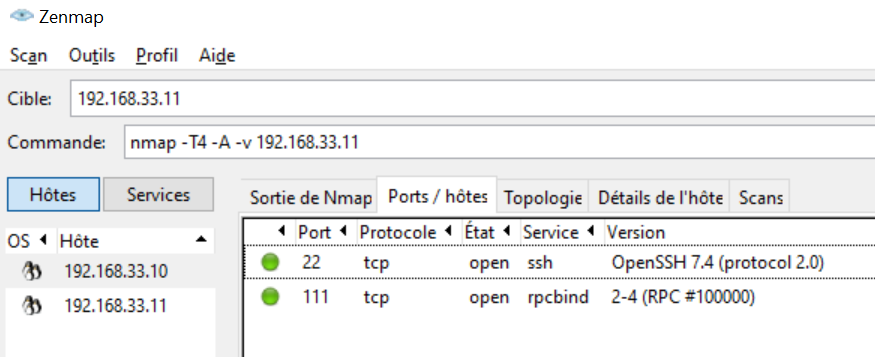 Zenmap
Scan Outils Profil Aide
Cible: 192.168.33.11
Commande: nmap -T4 -A -v 192.168.33.11
Hôtes Services Sortie de Nmap Ports / hôtes Topologie Détails de l'hôte Scans
OS Hôte Port Protocole État Service Version
192.168.33.10 22 tcp open ssh OpenSSH 7.4 (protocol 2.0)
192.168.33.11 111 tcp open rpcbind 2-4 (RPC #100000)